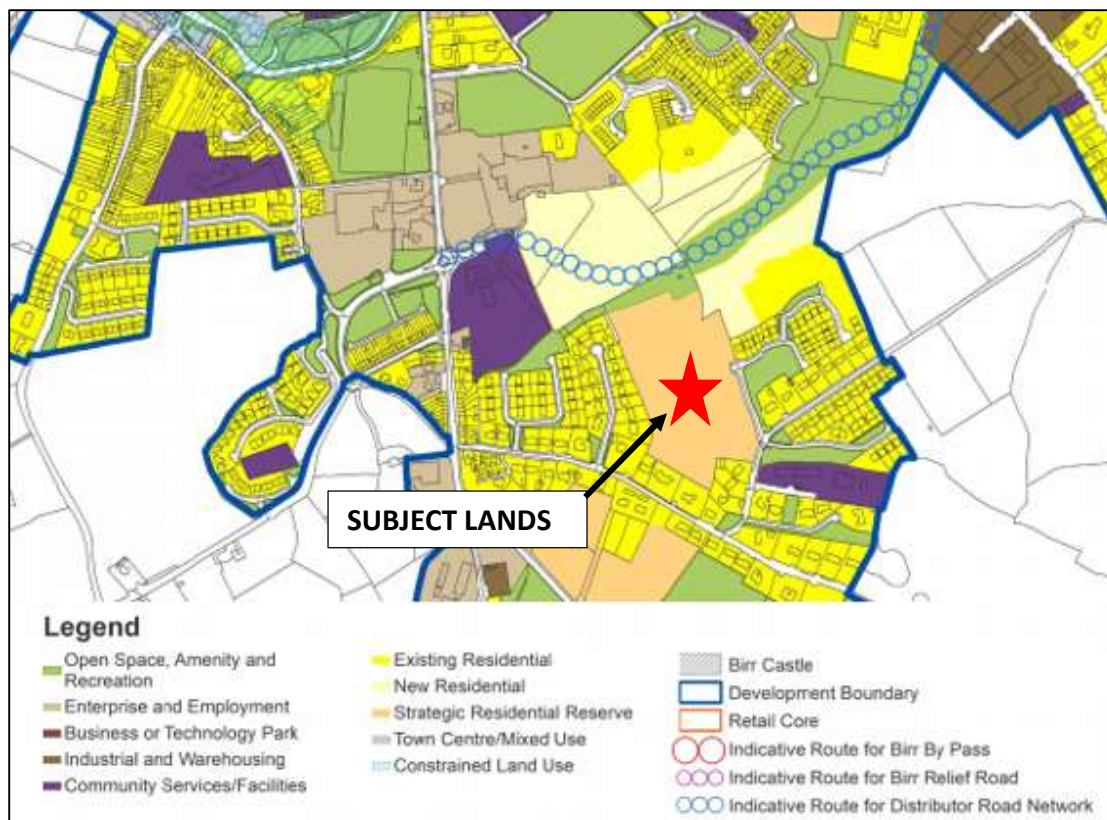 SUBJECT LANDS
Legend
Open Space, Amenity and
Recreation
Enterprise and Employment
Business or Technology Park
Industrial and Warehousing
Community Services/Facilities
Existing Residential
New Residential
Strategic Residential Reserve
Town Centre/Mixed Use
Constrained Land Use
Birr Castle
Development Boundary
Retail Core
Indicative Route for Birr By Pass
Indicative Route for Birr Relief Road
Indicative Route for Distributor Road Network